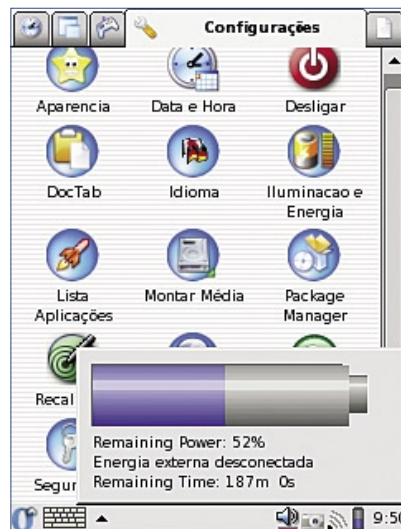 Configurações
Aparencia
Data e Hora
Desligar
DocTab
Idioma
Iluminacao e
Energia
Lista
Aplicações
Montar Média
Package
Manager
Recal
Segur
Remaining Power: 52%
Energia externa desconectada
Remaining Time: 187m 0s
9:50